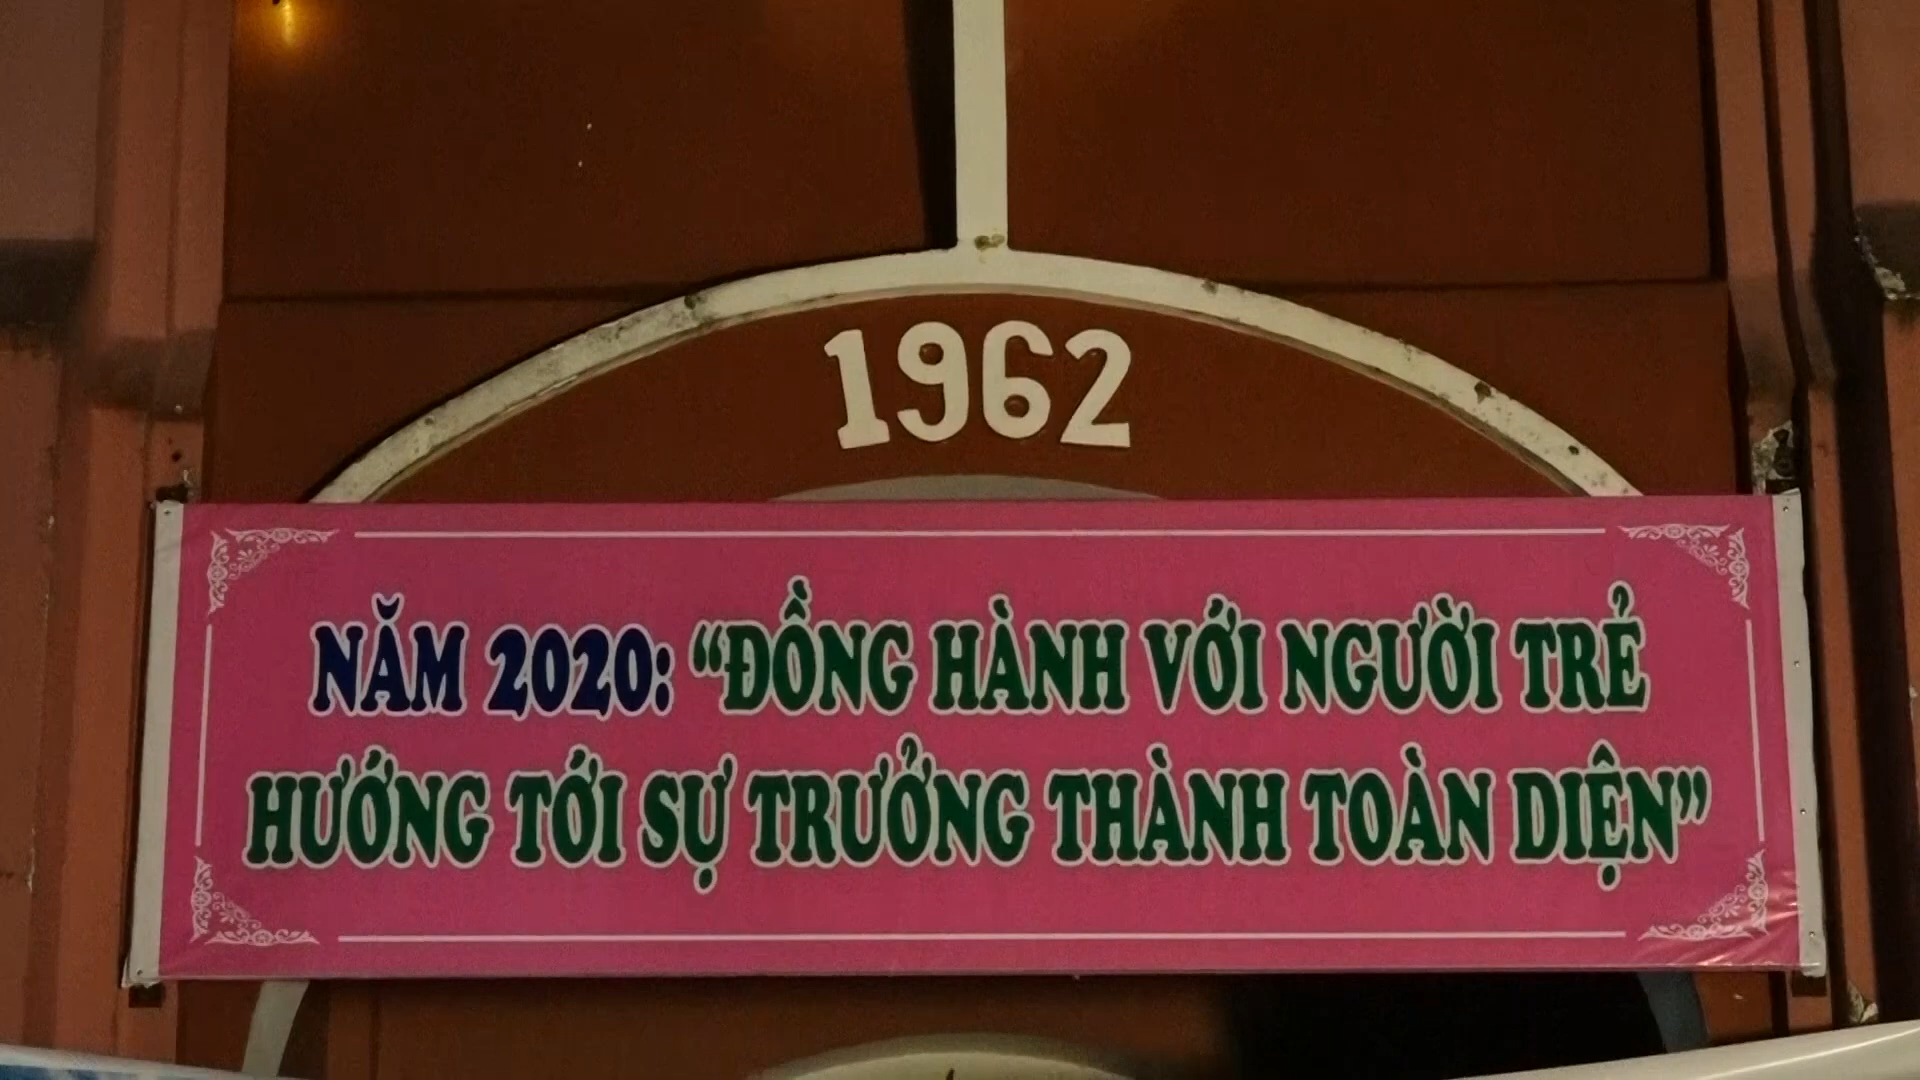 1962
NĂM 2020: “ĐỒNG HÀNH VỚI NGƯỜI TRẺ
HƯỚNG TỚI SỰ TRƯỞNG THÀNH TOÀN DIỆN”